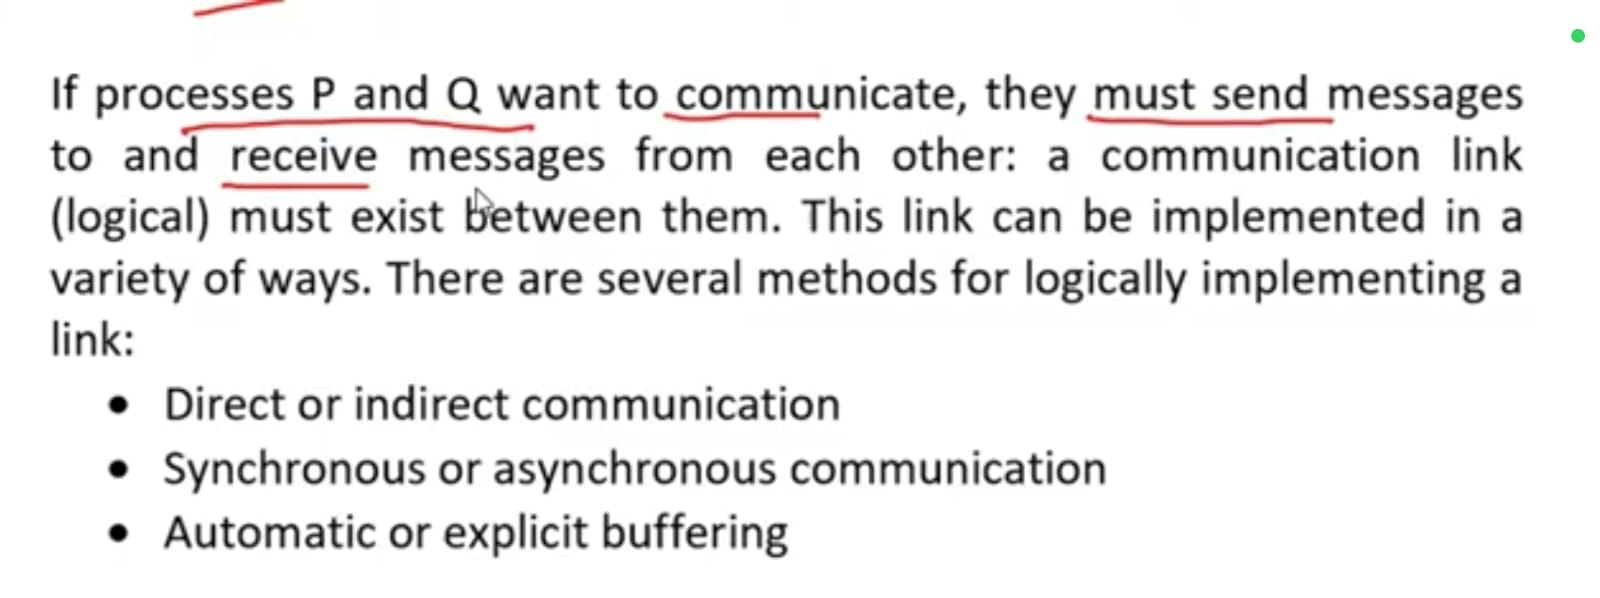 If processes P and Q want to communicate, they must send messages
to and receive messages from each other: a communication link
(logical) must exist between them. This link can be implemented in a
variety of ways. There are several methods for logically implementing a
link:
• Direct or indirect communication
• Synchronous or asynchronous communication
• Automatic or explicit buffering